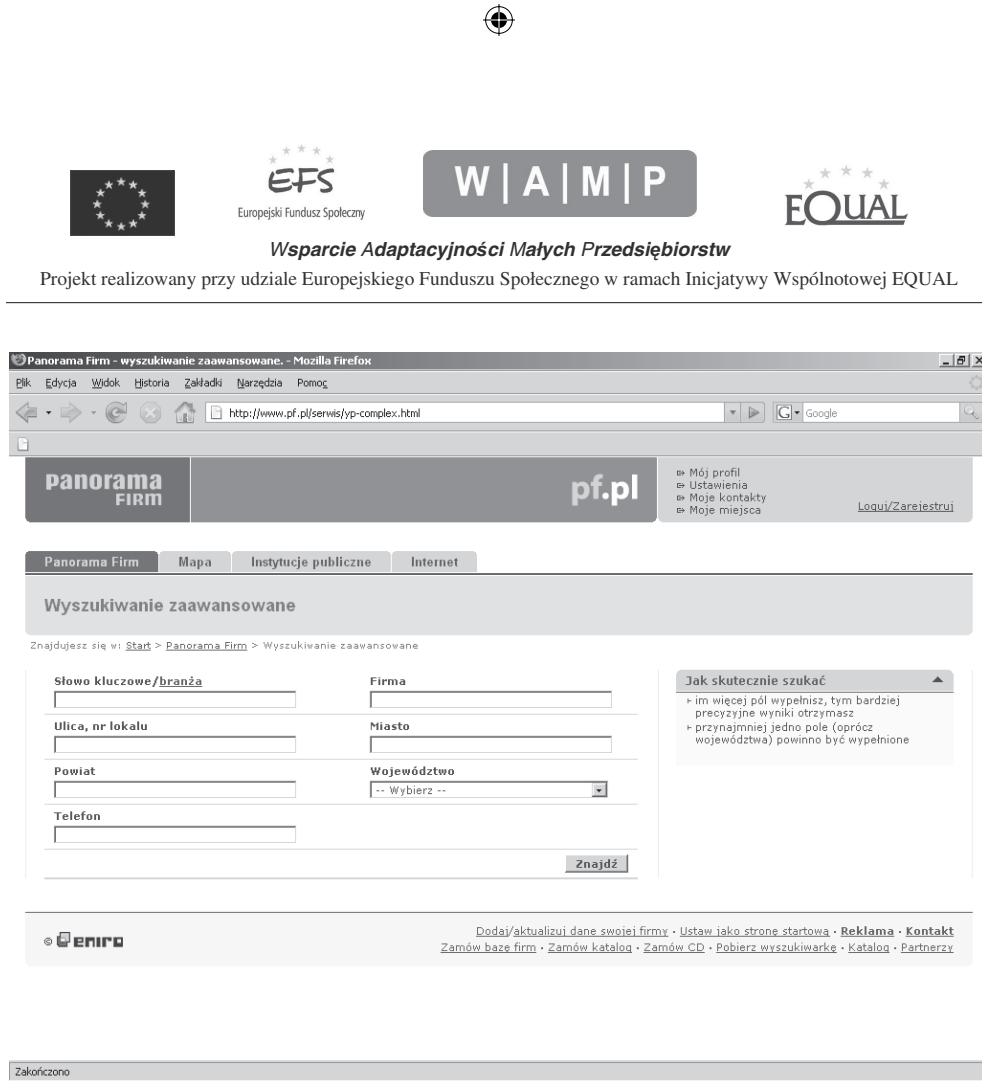 EFS
Europejski Fundusz Społeczny
W | A | M | P
EQUAL
Wsparcie Adaptacyjności Małych Przedsiębiorstw
Projekt realizowany przy udziale Europejskiego Funduszu Społecznego w ramach Inicjatywy Wspólnotowej EQUAL
Panorama Firm - wyszukiwanie zaawansowane. - Mozilla Firefox
Plik Edycja Widok Historia Zakładki Narzędzia Pomoc
http://www.pf.pl/serwis/yp-complex.html
G Google
panorama
FIRM
pf.pl
Mój profil
Ustawienia
Moje kontakty
Moje miejsca
Loguj/Zarejestruj
Panorama Firm Mapa Instytucje publiczne Internet
Wyszukiwanie zaawansowane
Znajdujesz się w: Start > Panorama Firm > Wyszukiwanie zaawansowane
Słowo kluczowe/branża Firma
Ulica, nr lokalu Miasto
Powiat Województwo
-- Wybierz --
Telefon
Znajdź
Jak skutecznie szukać
im więcej pól wypełnisz, tym bardziej
precyzyjne wyniki otrzymasz
przynajmniej jedno pole (oprócz
województwa) powinno być wypełnione
© eniro
Dodaj/aktualizuj dane swojej firmy · Ustaw jako stronę startową · Reklama · Kontakt
Zamów bazę firm · Zamów katalog · Zamów CD · Pobierz wyszukiwarkę · Katalog · Partnerzy
Zakończono